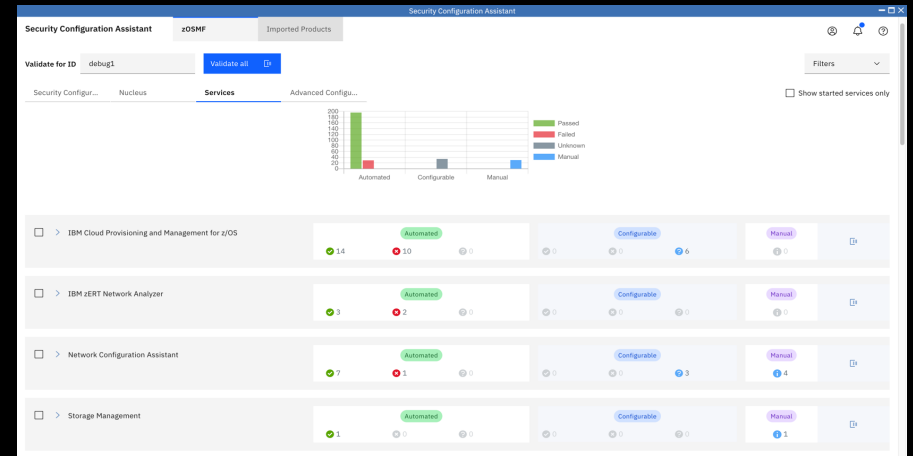 Security Configuration Assistant
Security Configuration Assistant zOSMF Imported Products
Validate for ID debug1 Validate all Filters
Security Configur... Nucleus Services Advanced Configu... Show started services only
200
180
160
140
120
100
80
60
40
20
0
Automated Configurable Manual
Passed
Failed
Unknown
Manual
IBM Cloud Provisioning and Management for z/OS Automated Configurable Manual
14 10 0 0 0 6 0
IBM zERT Network Analyzer Automated Configurable Manual
3 2 0 0 0 0 0
Network Configuration Assistant Automated Configurable Manual
7 1 0 0 0 3 4
Storage Management Automated Configurable Manual
1 0 0 0 0 0 1